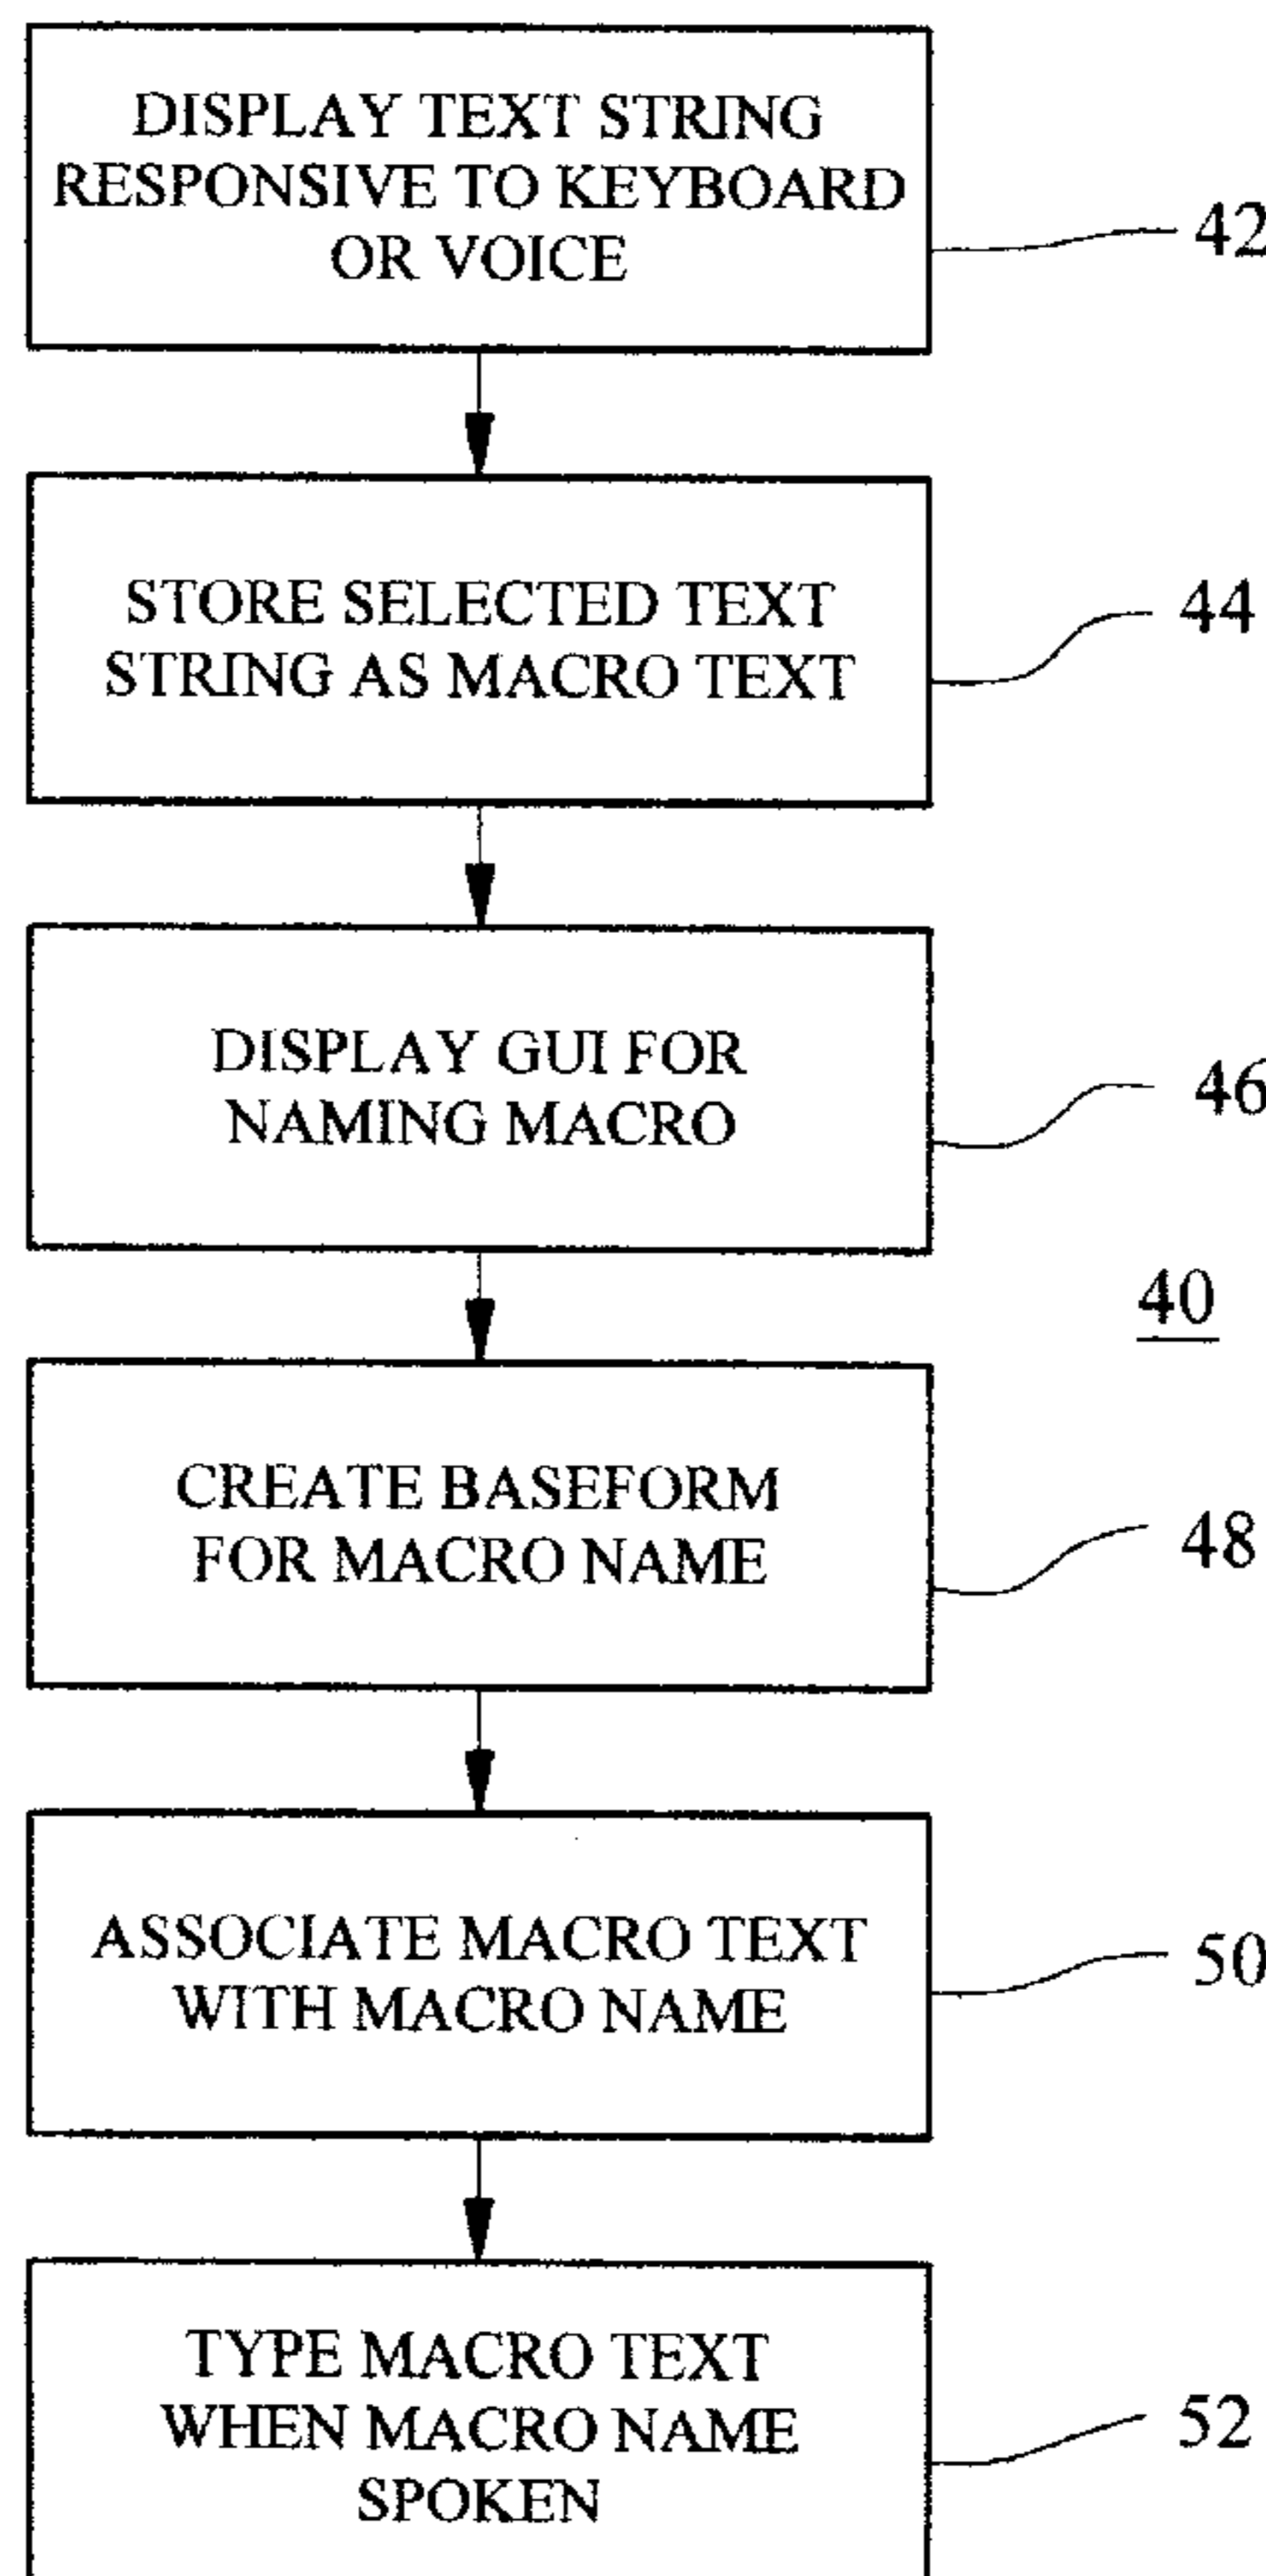 DISPLAY TEXT STRING
RESPONSIVE TO KEYBOARD
OR VOICE
42
STORE SELECTED TEXT
STRING AS MACRO TEXT
44
DISPLAY GUI FOR
NAMING MACRO
46
40
CREATE BASEFORM
FOR MACRO NAME
48
ASSOCIATE MACRO TEXT
WITH MACRO NAME
50
TYPE MACRO TEXT
WHEN MACRO NAME
SPOKEN
52